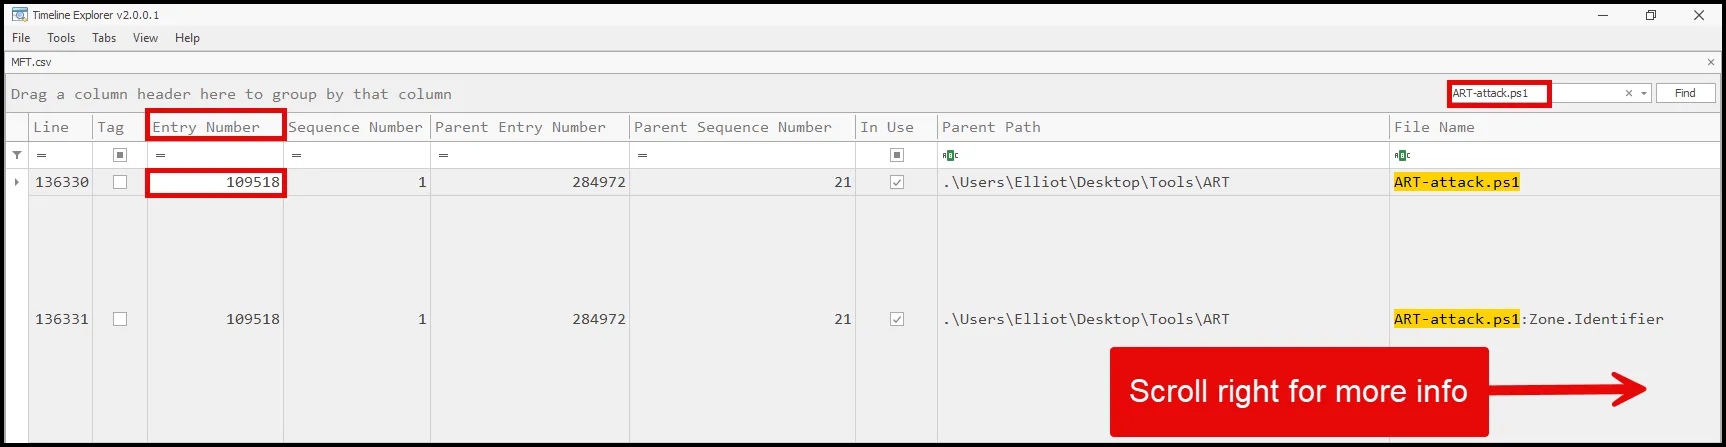 Timeline Explorer v2.0.0.1
File Tools Tabs View Help
MFT.csv
Drag a column header here to group by that column
ART-attack.ps1 Find
Line Tag Entry Number Sequence Number Parent Entry Number Parent Sequence Number In Use Parent Path File Name
= = = = = ABC ABC
136330 109518 1 284972 21 .\Users\Elliot\Desktop\Tools\ART ART-attack.ps1
136331 109518 1 284972 21 .\Users\Elliot\Desktop\Tools\ART ART-attack.ps1:Zone.Identifier
Scroll right for more info